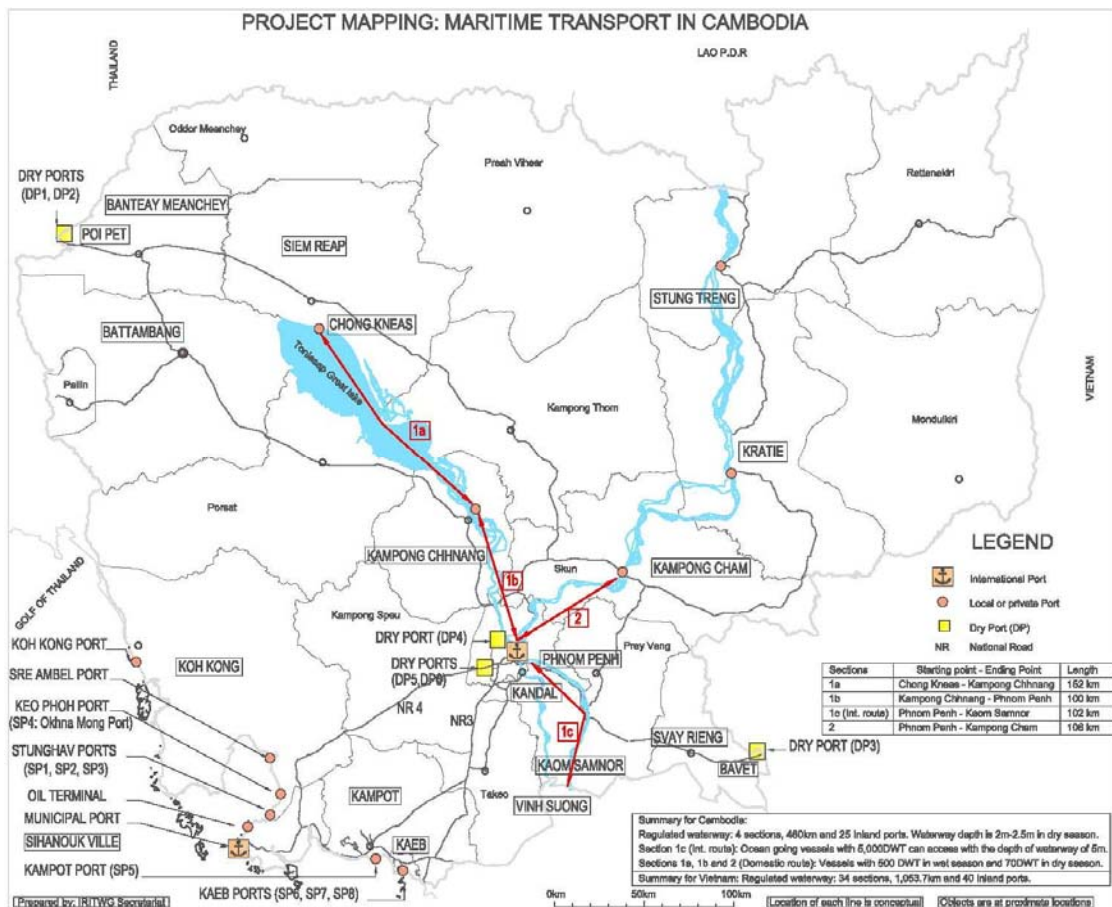 PROJECT MAPPING: MARITIME TRANSPORT IN CAMBODIA
LAO P.D.R
THAILAND
Oddor Meanchey
Preah Vihear
Rattanakiri
DRY PORTS
(DP1, DP2)
BANTEAY MEANCHEY
POI PET
SIEM REAP
STUNG TRENG
CHONG KNEAS
BATTAMBANG
Tonlesap Great lake
VIETNAM
Pailin
Kampong Thom
Mondulkiri
1a
KRATIE
Porsat
KAMPONG CHHNANG
Skun
KAMPONG CHAM
1b
2
GULF OF THAILAND
Kampong Speu
DRY PORT (DP4)
Prey Veng
PHNOM PENH
DRY PORTS
(DP5,DP6)
KANDAL
NR 4
NR3
1c
KOH KONG PORT
KOH KONG
SRE AMBEL PORT
KEO PHOH PORT
(SP4: Okhna Mong Port)
STUNGHAV PORTS
(SP1, SP2, SP3)
OIL TERMINAL
MUNICIPAL PORT
SIHANOUK VILLE
KAMPOT PORT (SP5)
KAEB PORTS (SP6, SP7, SP8)
KAMPOT
KAEB
Takeo
KAOM SAMNOR
VINH SUONG
SVAY RIENG
BAVET
DRY PORT (DP3)
LEGEND
International Port
Local or private Port
Dry Port (DP)
NR National Road
Sections Starting point - Ending Point Length
1a Chong Kneas - Kampong Chhnang 152 km
1b Kampong Chhnang - Phnom Penh 100 km
1c (int. route) Phnom Penh - Kaom Samnor 102 km
2 Phnom Penh - Kampong Cham 106 km
Summary for Cambodia:
Regulated waterway: 4 sections, 460km and 25 inland ports. Waterway depth is 2m-2.5m in dry season.
Section 1c (int. route): Ocean going vessels with 5,000DWT can access with the depth of waterway of 5m.
Sections 1a, 1b and 2 (Domestic route): Vessels with 500 DWT in wet season and 70DWT in dry season.
Summary for Vietnam: Regulated waterway: 34 sections, 1,053.7km and 40 inland ports.
0km 50km 100km
Prepared by: IRITWG Secretariat
Location of each line is conceptual
Objects are at proximate locations